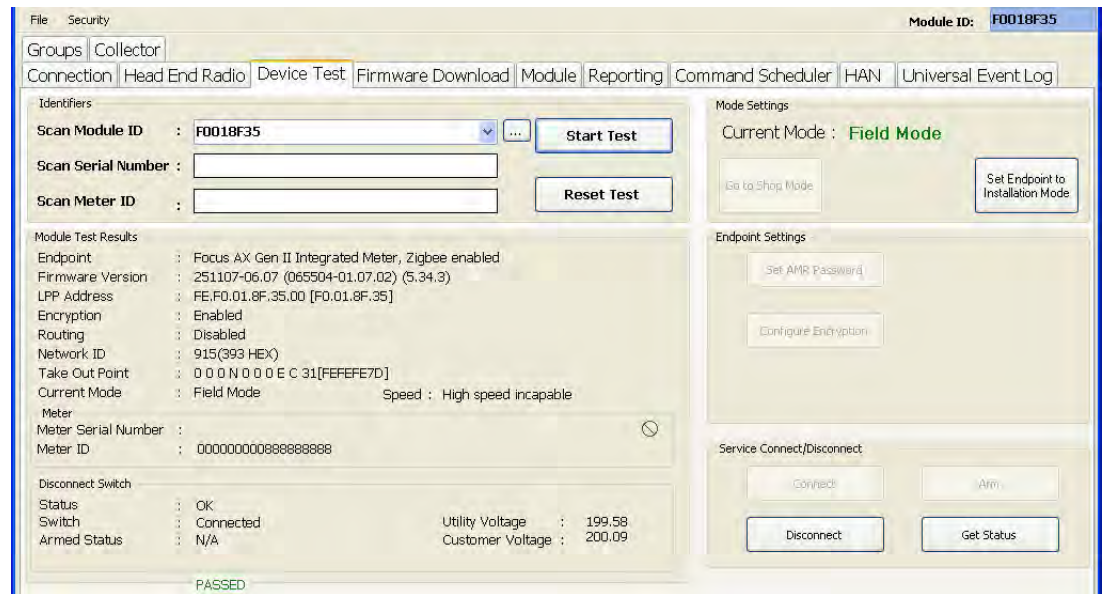 File Security Module ID: F0018F35
Groups Collector
Connection Head End Radio Device Test Firmware Download Module Reporting Command Scheduler HAN Universal Event Log
Identifiers
Scan Module ID : F0018F35 ... Start Test
Scan Serial Number :
Scan Meter ID : Reset Test
Mode Settings
Current Mode : Field Mode
Go to Shop Mode
Set Endpoint to
Installation Mode
Module Test Results
Endpoint : Focus AX Gen II Integrated Meter, Zigbee enabled
Firmware Version : 251107-06.07 (065504-01.07.02) (5.34.3)
LPP Address : FE.F0.01.8F.35.00 [F0.01.8F.35]
Encryption : Enabled
Routing : Disabled
Network ID : 915(393 HEX)
Take Out Point : 0 0 0 N 0 0 0 E C 31[FEFEFE7D]
Current Mode : Field Mode Speed : High speed incapable
Meter
Meter Serial Number :
Meter ID : 000000000888888888
Disconnect Switch
Status : OK
Switch : Connected Utility Voltage : 199.58
Armed Status : N/A Customer Voltage : 200.09
PASSED
Endpoint Settings
Set AMR Password
Configure Encryption
Service Connect/Disconnect
Connect Arm
Disconnect Get Status